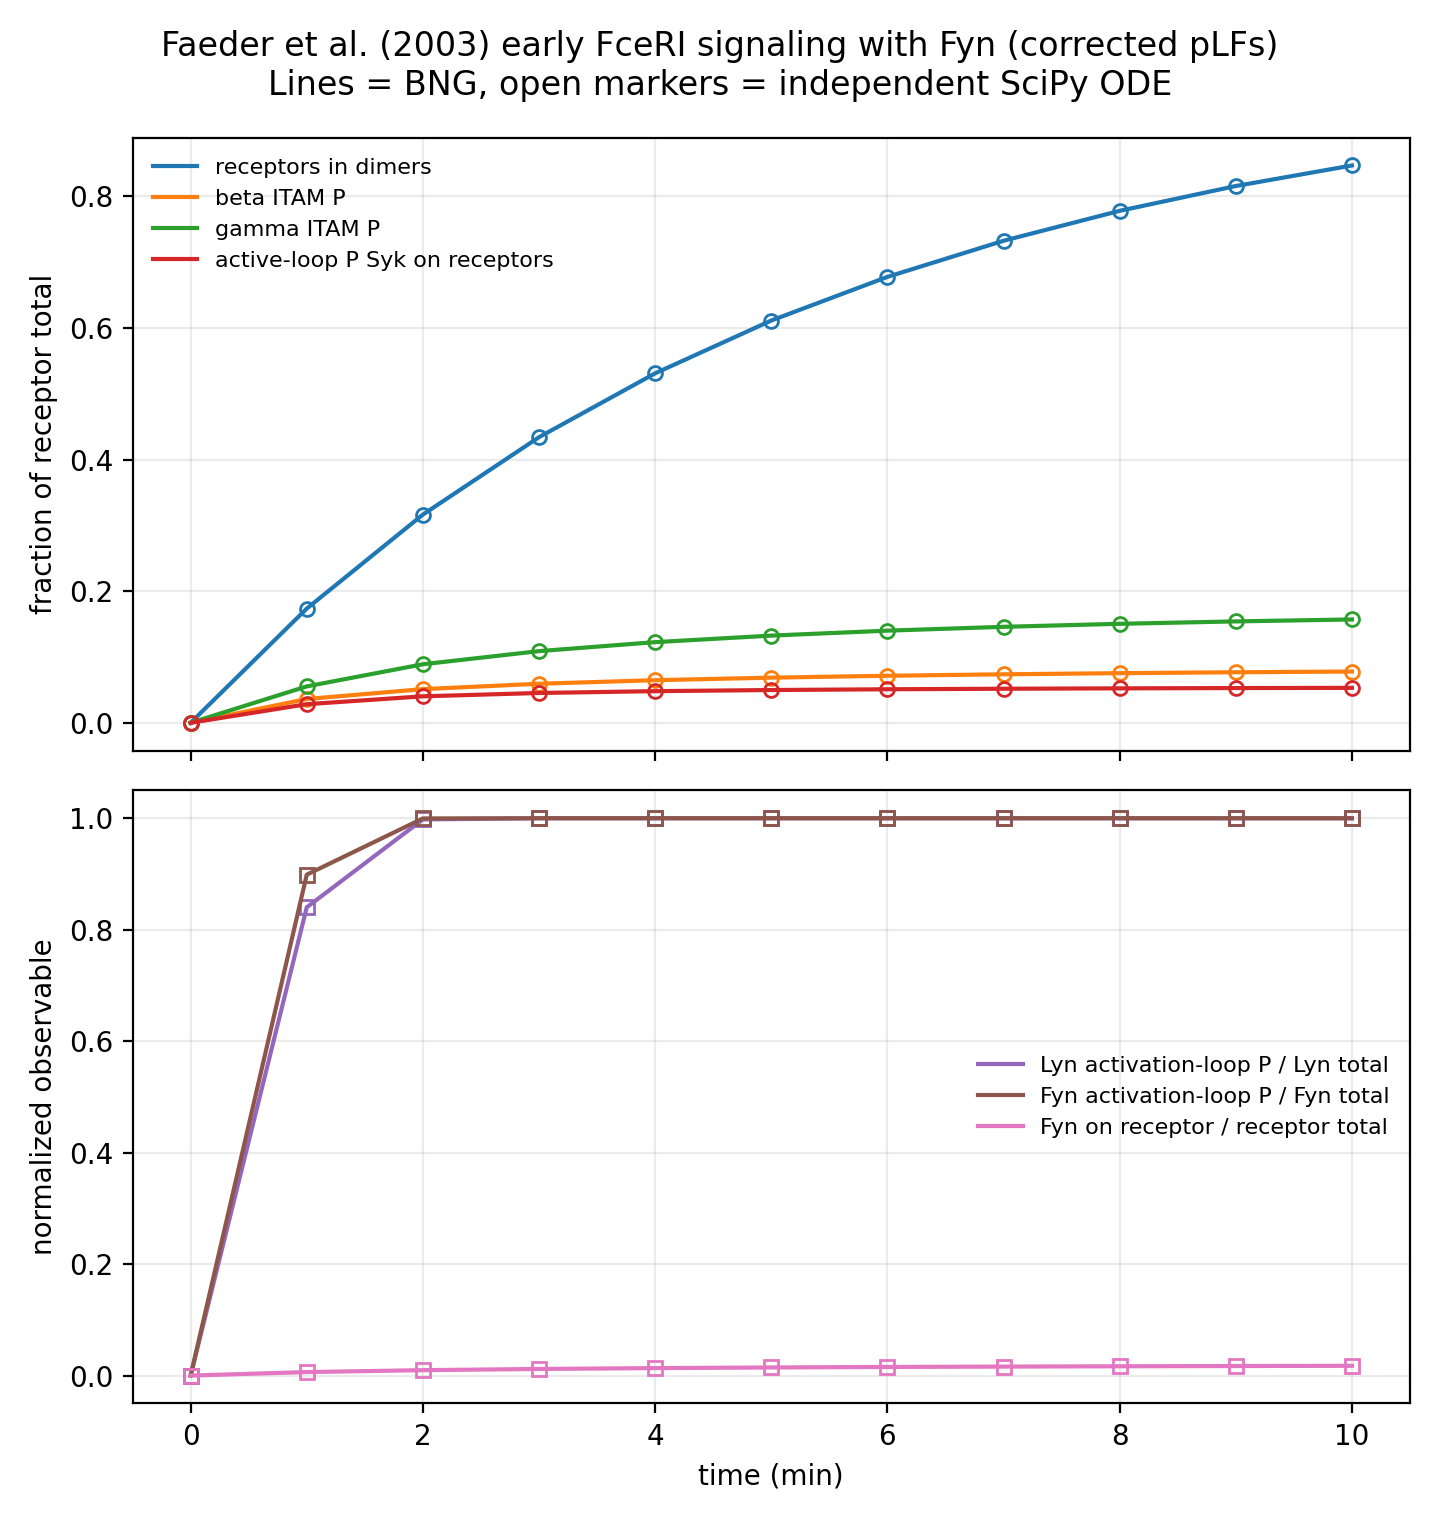 Faeder et al. (2003) early FceRI signaling with Fyn (corrected pLFs)
Lines = BNG, open markers = independent SciPy ODE
receptors in dimers
beta ITAM P
gamma ITAM P
active-loop P Syk on receptors
fraction of receptor total
0.8
0.6
0.4
0.2
0.0
normalized observable
1.0
0.8
0.6
0.4
0.2
0.0
Lyn activation-loop P / Lyn total
Fyn activation-loop P / Fyn total
Fyn on receptor / receptor total
0 2 4 6 8 10
time (min)